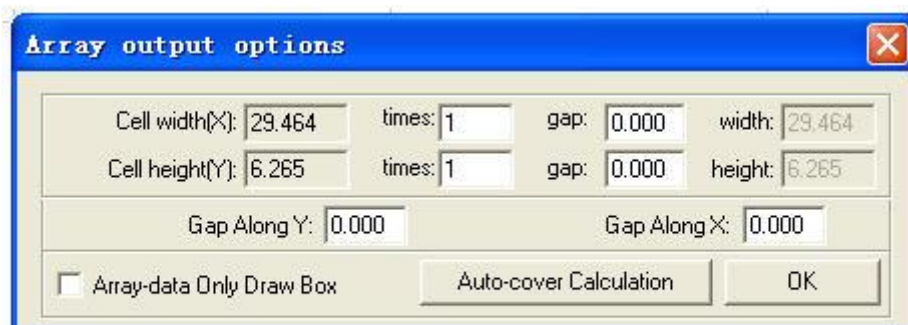 Array output options
Cell width(X): 29.464 times: 1 gap: 0.000 width: 29.464
Cell height(Y): 6.265 times: 1 gap: 0.000 height: 6.265
Gap Along Y: 0.000 Gap Along X: 0.000
Array-data Only Draw Box Auto-cover Calculation OK